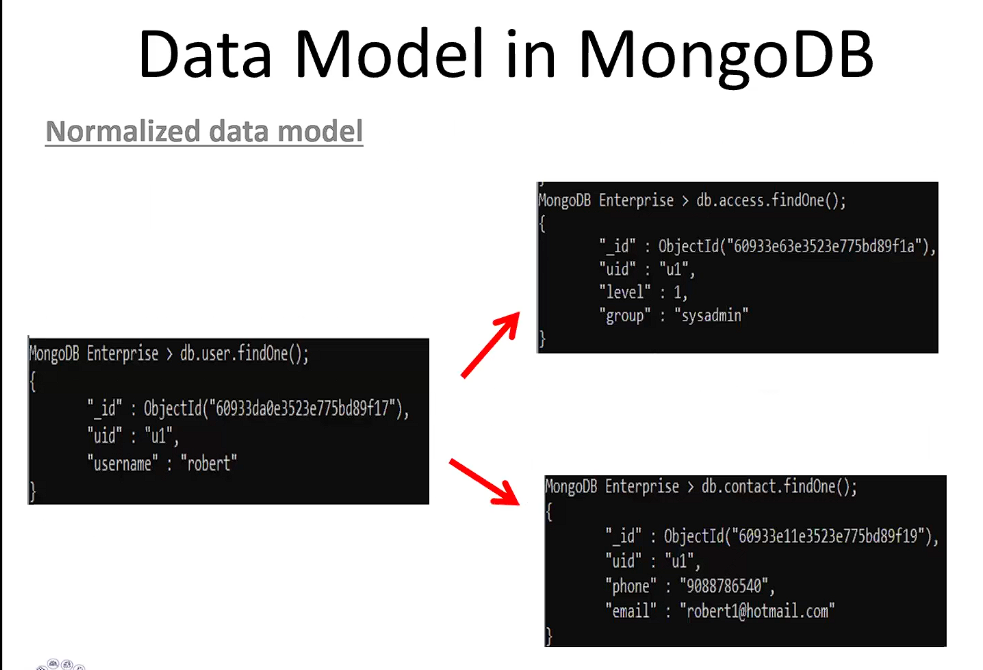 Data Model in MongoDB
Normalized data model
MongoDB Enterprise > db.access.findOne();
{
"_id" : ObjectId("60933e63e3523e775bd89f1a"),
"uid" : "u1",
"level" : 1,
"group" : "sysadmin"
}
MongoDB Enterprise > db.user.findOne();
{
"_id" : ObjectId("60933da0e3523e775bd89f17"),
"uid" : "u1",
"username" : "robert"
}
MongoDB Enterprise > db.contact.findOne();
{
"_id" : ObjectId("60933e11e3523e775bd89f19"),
"uid" : "u1",
"phone" : "9088786540",
"email" : "robert1@hotmail.com"
}